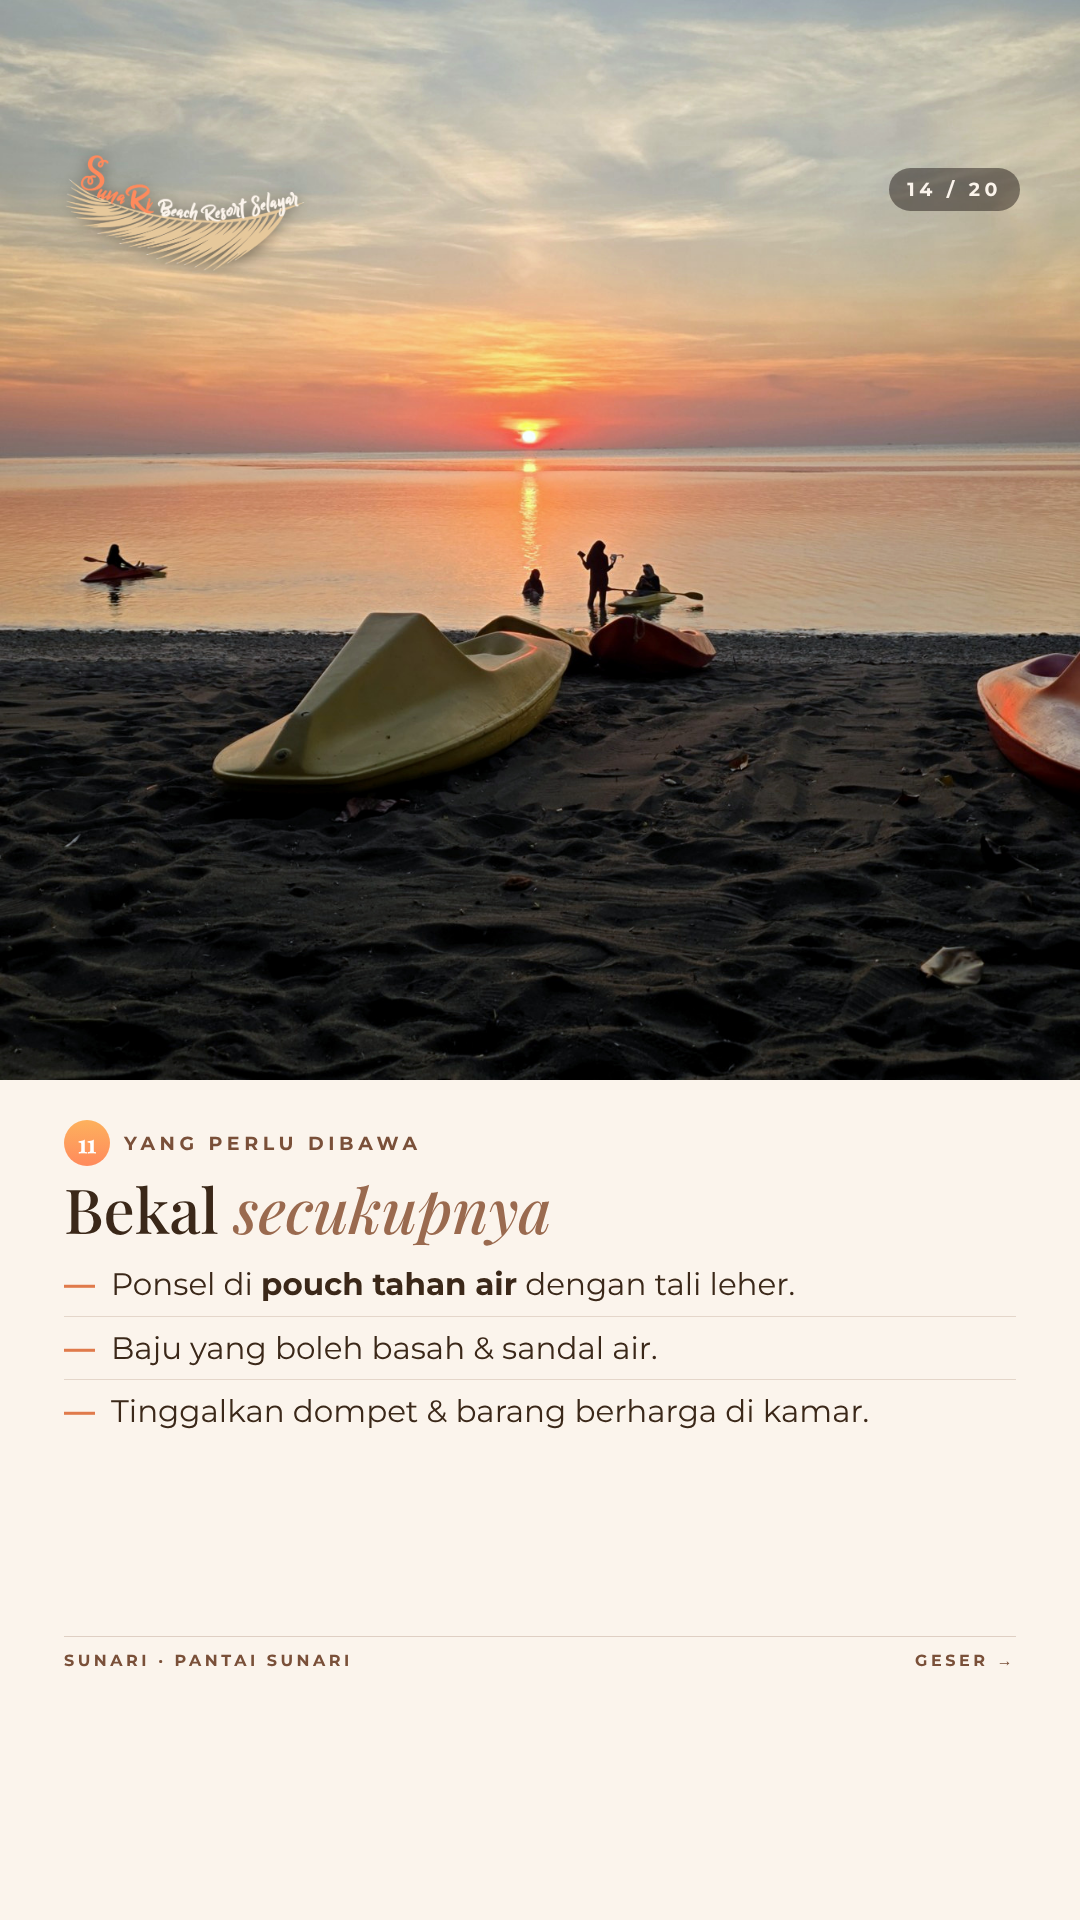 SunaRi Beach Resort Selayar
14 / 20
11 YANG PERLU DIBAWA
Bekal secukupnya
— Ponsel di pouch tahan air dengan tali leher.
— Baju yang boleh basah & sandal air.
— Tinggalkan dompet & barang berharga di kamar.
SUNARI · PANTAI SUNARI
GESER →